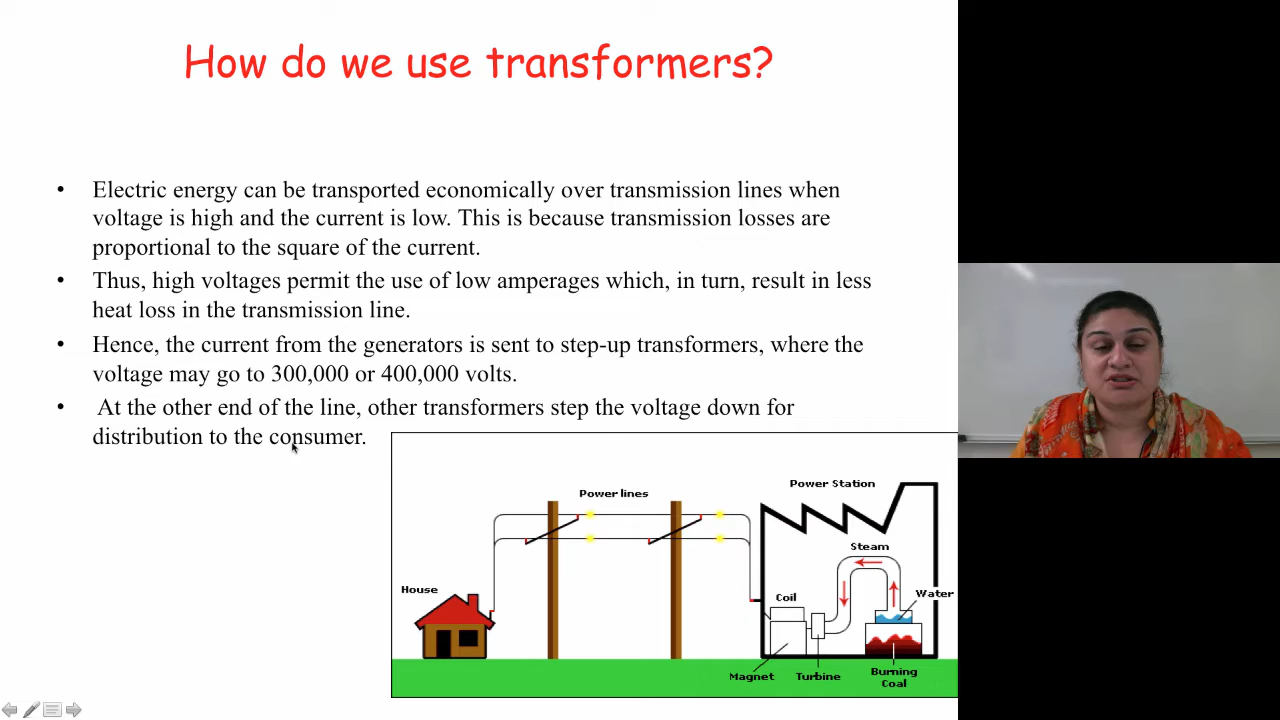 How do we use transformers?
• Electric energy can be transported economically over transmission lines when
voltage is high and the current is low. This is because transmission losses are
proportional to the square of the current.
• Thus, high voltages permit the use of low amperages which, in turn, result in less
heat loss in the transmission line.
• Hence, the current from the generators is sent to step-up transformers, where the
voltage may go to 300,000 or 400,000 volts.
• At the other end of the line, other transformers step the voltage down for
distribution to the consumer.
Power Station
Power lines
Steam
House
Coil
Water
Magnet
Turbine
Burning
Coal